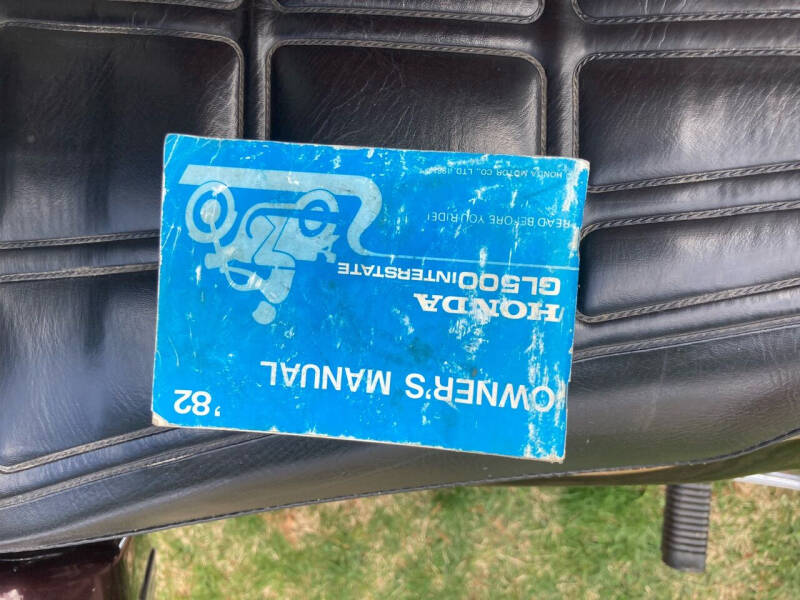 '82
OWNER'S MANUAL
HONDA
GL500 INTERSTATE
READ BEFORE YOU RIDE!
HONDA MOTOR CO., LTD.